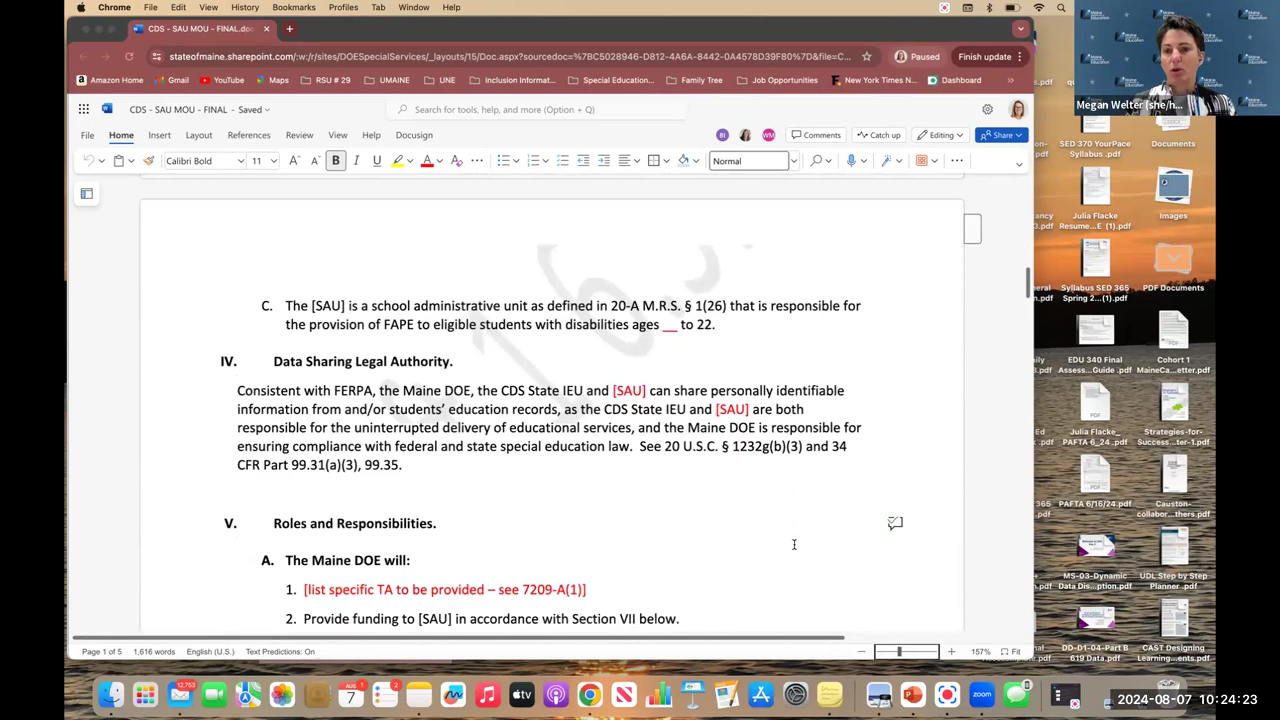 Chrome File Edit View History Bookmarks Profiles Tab Window Help
CDS - SAU MOU - FINAL.doc
stateofmaine.sharepoint.com/:w:/r/sites/DOESpecialServices/_layouts/15/Doc.aspx?sourcedoc=%7BC5028946-D812-4A6A-8442-0A4578D39F80%7D&file=C...
Paused
Finish update
Amazon Home Gmail YouTube Maps RSU # 29 UMAINE UNE Inclusion Informat... Special Education... Family Tree Job Opportunities New York Times N... Dashboard
CDS - SAU MOU - FINAL - Saved
Search for tools, help, and more (Option + Q)
File Home Insert Layout References Review View Help Docusign
BI WM Comments Catch up Editing Share
Calibri Bold 11 A A B I U A Normal
C. The [SAU] is a school administrative unit as defined in 20-A M.R.S. § 1(26) that is responsible for
the provision of FAPE to eligible students with disabilities ages __ to 22.
IV. Data Sharing Legal Authority.
Consistent with FERPA, the Maine DOE, the CDS State IEU and [SAU] can share personally identifiable
information from and/or students' education records, as the CDS State IEU and [SAU] are both
responsible for the uninterrupted delivery of educational services, and the Maine DOE is responsible for
ensuring compliance with federal and state special education law. See 20 U.S.C. § 1232g(b)(3) and 34
CFR Part 99.31(a)(3), 99.35.
V. Roles and Responsibilities.
A. The Maine DOE will:
1. [list specific TA to be provided – see 7209-A(1)]
2. Provide funding to [SAU] in accordance with Section VII below.
Page 1 of 5 1,616 words English (U.S.) Text Predictions: On
157% Fit
Megan Welter (she/h...
SED 370 YourPace
Syllabus .pdf
Documents
Julia Flacke
Resume...E (1).pdf
Images
Syllabus SED 365
Spring 2...(1).pdf
PDF Documents
EDU 340 Final
Asses...Guide .pdf
Cohort 1
MaineCa...etter.pdf
Julia Flacke_
PAFTA 6_24 .pdf
Strategies-for-
Success...ter-1.pdf
PAFTA 6/16/24.pdf
Causton-
collabor...thers.pdf
MS-03-Dynamic
Data Dis...ption.pdf
UDL Step by Step
Planner .pdf
DD-D1-04-Part B
619 Data.pdf
CAST Designing
Learning...ents.pdf
12,753
AUG
7
2
tv
zoom
2024-08-07 10:24:23